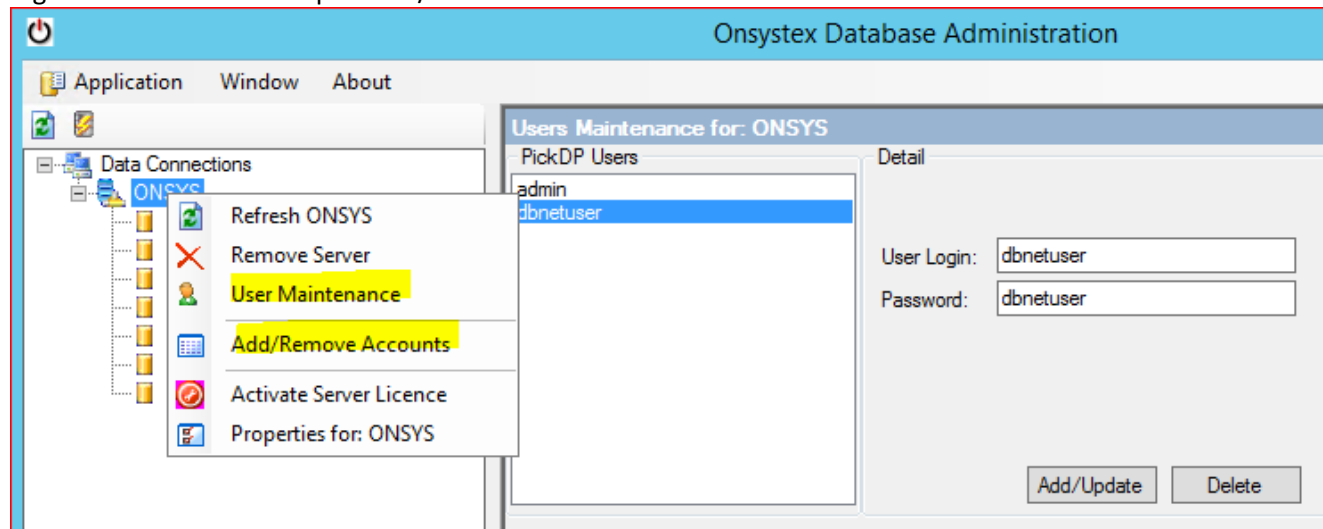 Onsystex Database Administration
Application Window About
Users Maintenance for: ONSYS
Data Connections
ONSYS
Refresh ONSYS
Remove Server
User Maintenance
Add/Remove Accounts
Activate Server Licence
Properties for: ONSYS
PickDP Users
admin
dbnetuser
Detail
User Login: dbnetuser
Password: dbnetuser
Add/Update Delete